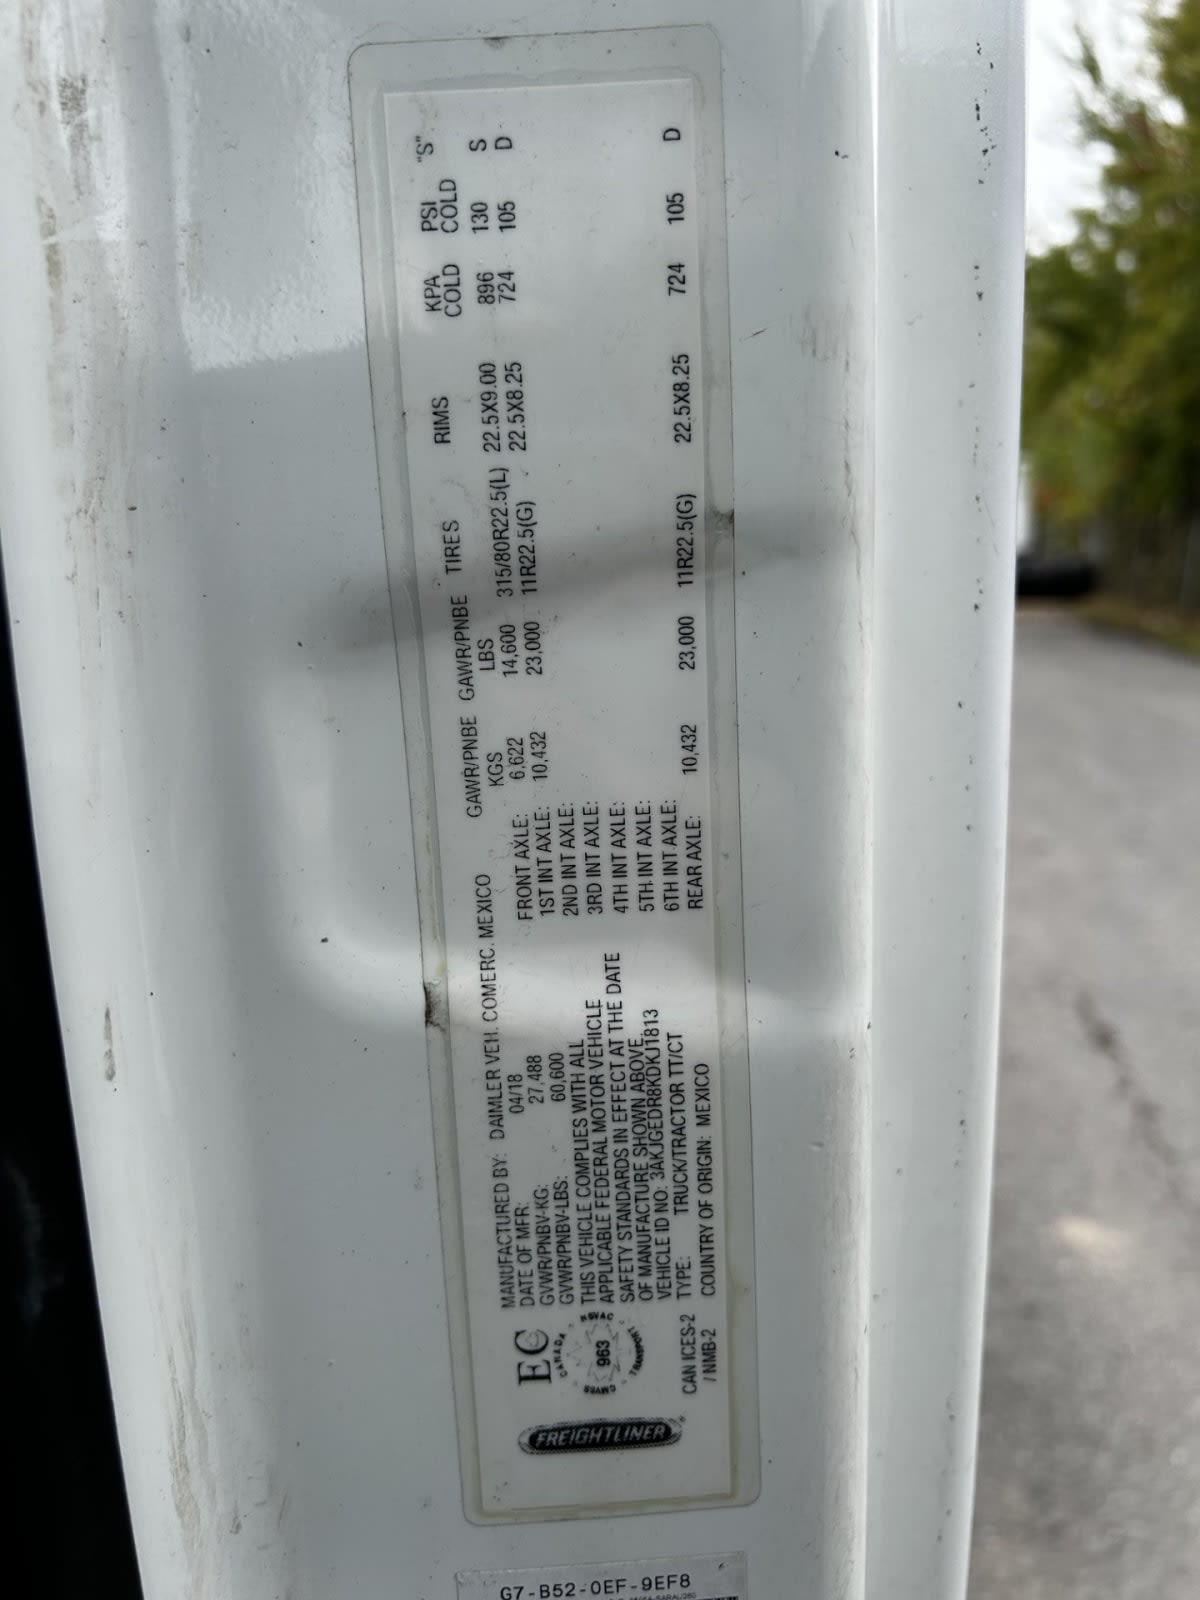 FREIGHTLINER
EC
CANADA
NSVAC
963
CMVSS
TRANSPORT
CAN ICES-2
/ NMB-2
MANUFACTURED BY: DAIMLER VEH. COMERC. MEXICO
DATE OF MFR: 04/18
GVWR/PNBV-KG: 27,488
GVWR/PNBV-LBS: 60,600
THIS VEHICLE COMPLIES WITH ALL
APPLICABLE FEDERAL MOTOR VEHICLE
SAFETY STANDARDS IN EFFECT AT THE DATE
OF MANUFACTURE SHOWN ABOVE.
VEHICLE ID NO: 3AKJGEDR8KDKJ1813
TYPE: TRUCK/TRACTOR TT/CT
COUNTRY OF ORIGIN: MEXICO
GAWR/PNBE GAWR/PNBE TIRES RIMS KPA PSI "S"
KGS LBS COLD COLD
FRONT AXLE: 6,622 14,600 315/80R22.5(L) 22.5X9.00 896 130 S
1ST INT AXLE: 10,432 23,000 11R22.5(G) 22.5X8.25 724 105 D
2ND INT AXLE:
3RD INT AXLE:
4TH INT AXLE:
5TH INT AXLE:
6TH INT AXLE:
REAR AXLE: 10,432 23,000 11R22.5(G) 22.5X8.25 724 105 D
G7-B52-0EF-9EF8